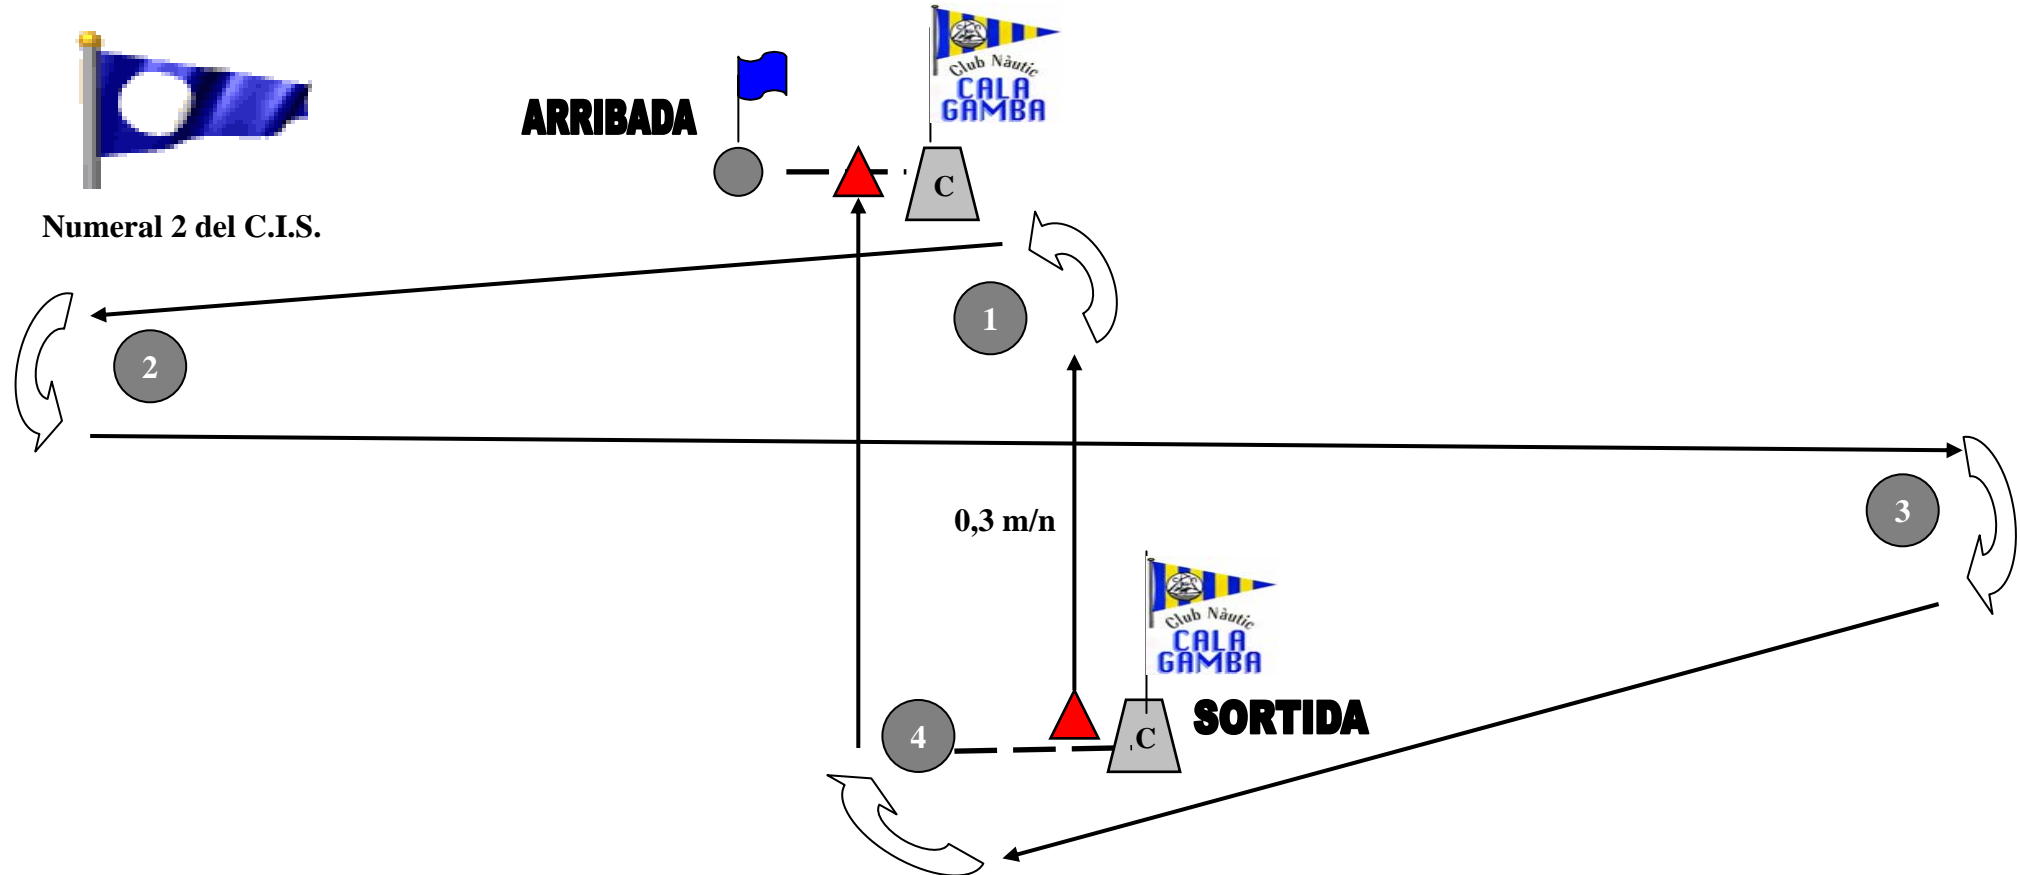 Club Nàutic
CALA
GAMBA
ARRIBADA
C
Numeral 2 del C.I.S.
1
2
3
0,3 m/n
Club Nàutic
CALA
GAMBA
SORTIDA
4
C